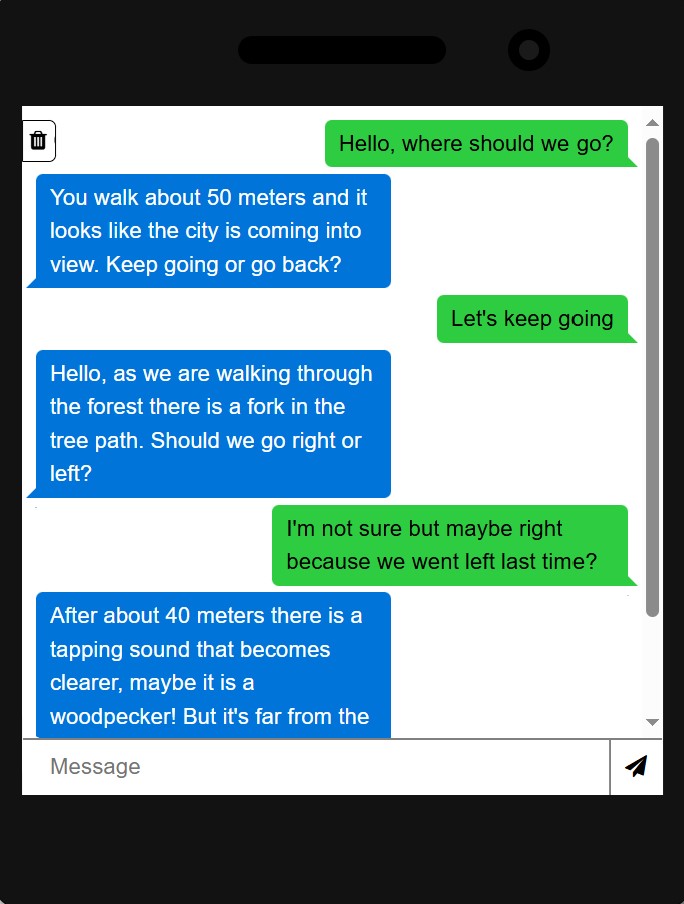 Hello, where should we go?
You walk about 50 meters and it
looks like the city is coming into
view. Keep going or go back?
Let's keep going
Hello, as we are walking through
the forest there is a fork in the
tree path. Should we go right or
left?
I'm not sure but maybe right
because we went left last time?
After about 40 meters there is a
tapping sound that becomes
clearer, maybe it is a
woodpecker! But it's far from the
Message